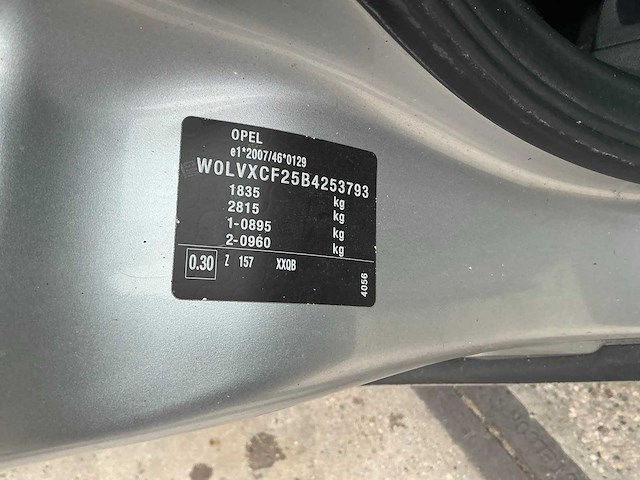 OPEL
e1*2007/46*0129
W0LVXCF25B4253793
1835 kg
2815 kg
1-0895 kg
2-0960 kg
0.30 Z 157 XXQB
4056